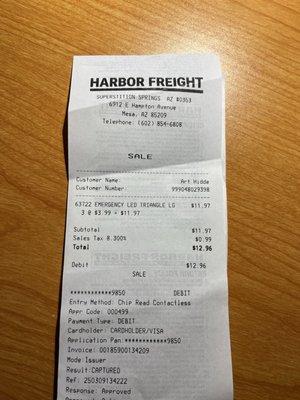 HARBOR FREIGHT
SUPERSTITION SPRINGS AZ #0353
6912 E Hampton Avenue
Mesa, AZ 85209
Telephone: (602) 854-6808
SALE
Customer Name: Art Widde
Customer Number: 999048029398
63722 EMERGENCY LED TRIANGLE LG $11.97
3 @ $3.99 = $11.97
Subtotal $11.97
Sales Tax 8.300% $0.99
Total $12.96
Debit $12.96
SALE
************9850 DEBIT
Entry Method: Chip Read Contactless
Appr Code: 000499
Payment Type: DEBIT
Cardholder: CARDHOLDER/VISA
Application Pan:************9850
Invoice: 00185900134209
Mode:Issuer
Result:CAPTURED
Ref: 250309134222
Response: Approved